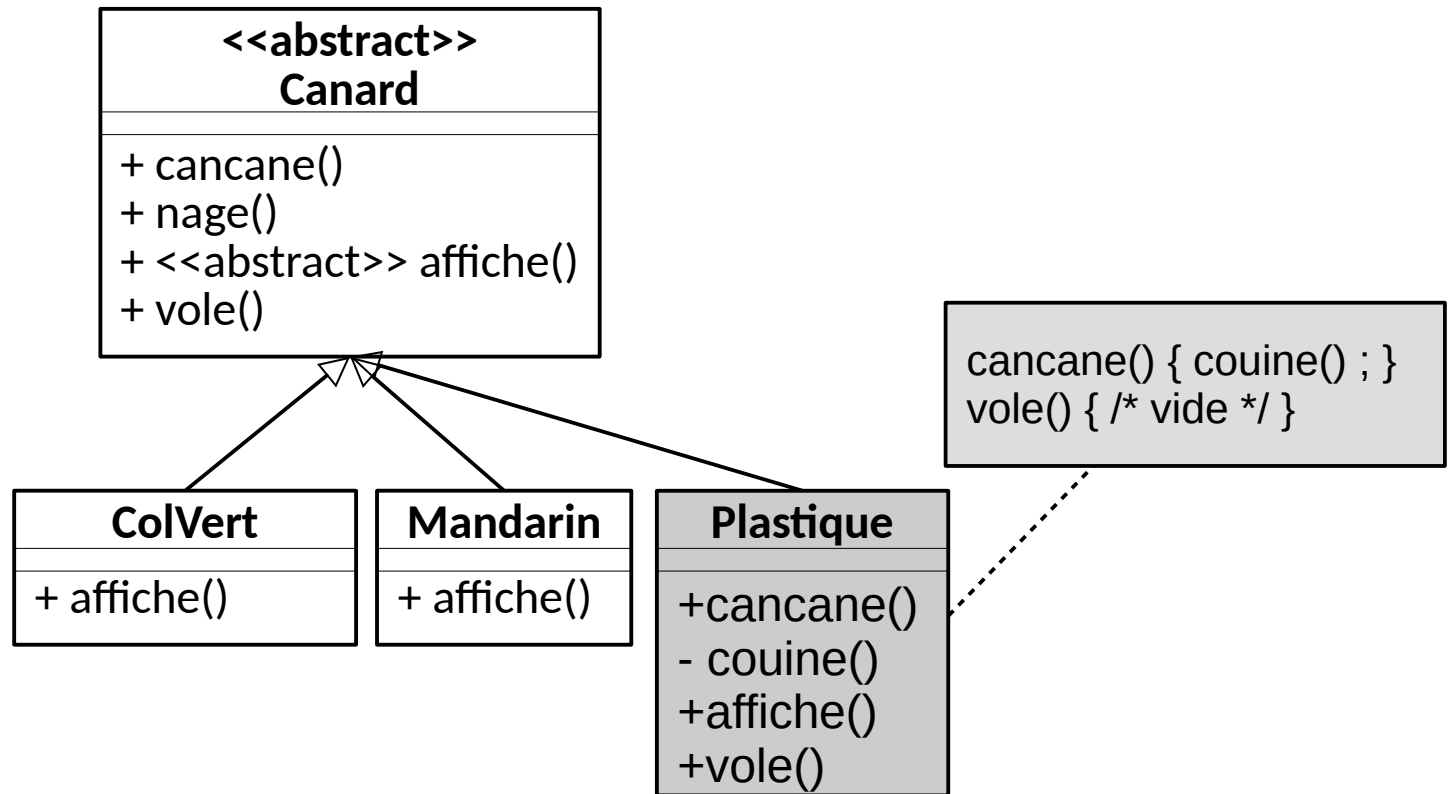 <<abstract>>
Canard
+ cancane()
+ nage()
+ <<abstract>> affiche()
+ vole()
cancane() { couine() ; }
vole() { /* vide */ }
ColVert
+ affiche()
Mandarin
+ affiche()
Plastique
+cancane()
- couine()
+affiche()
+vole()